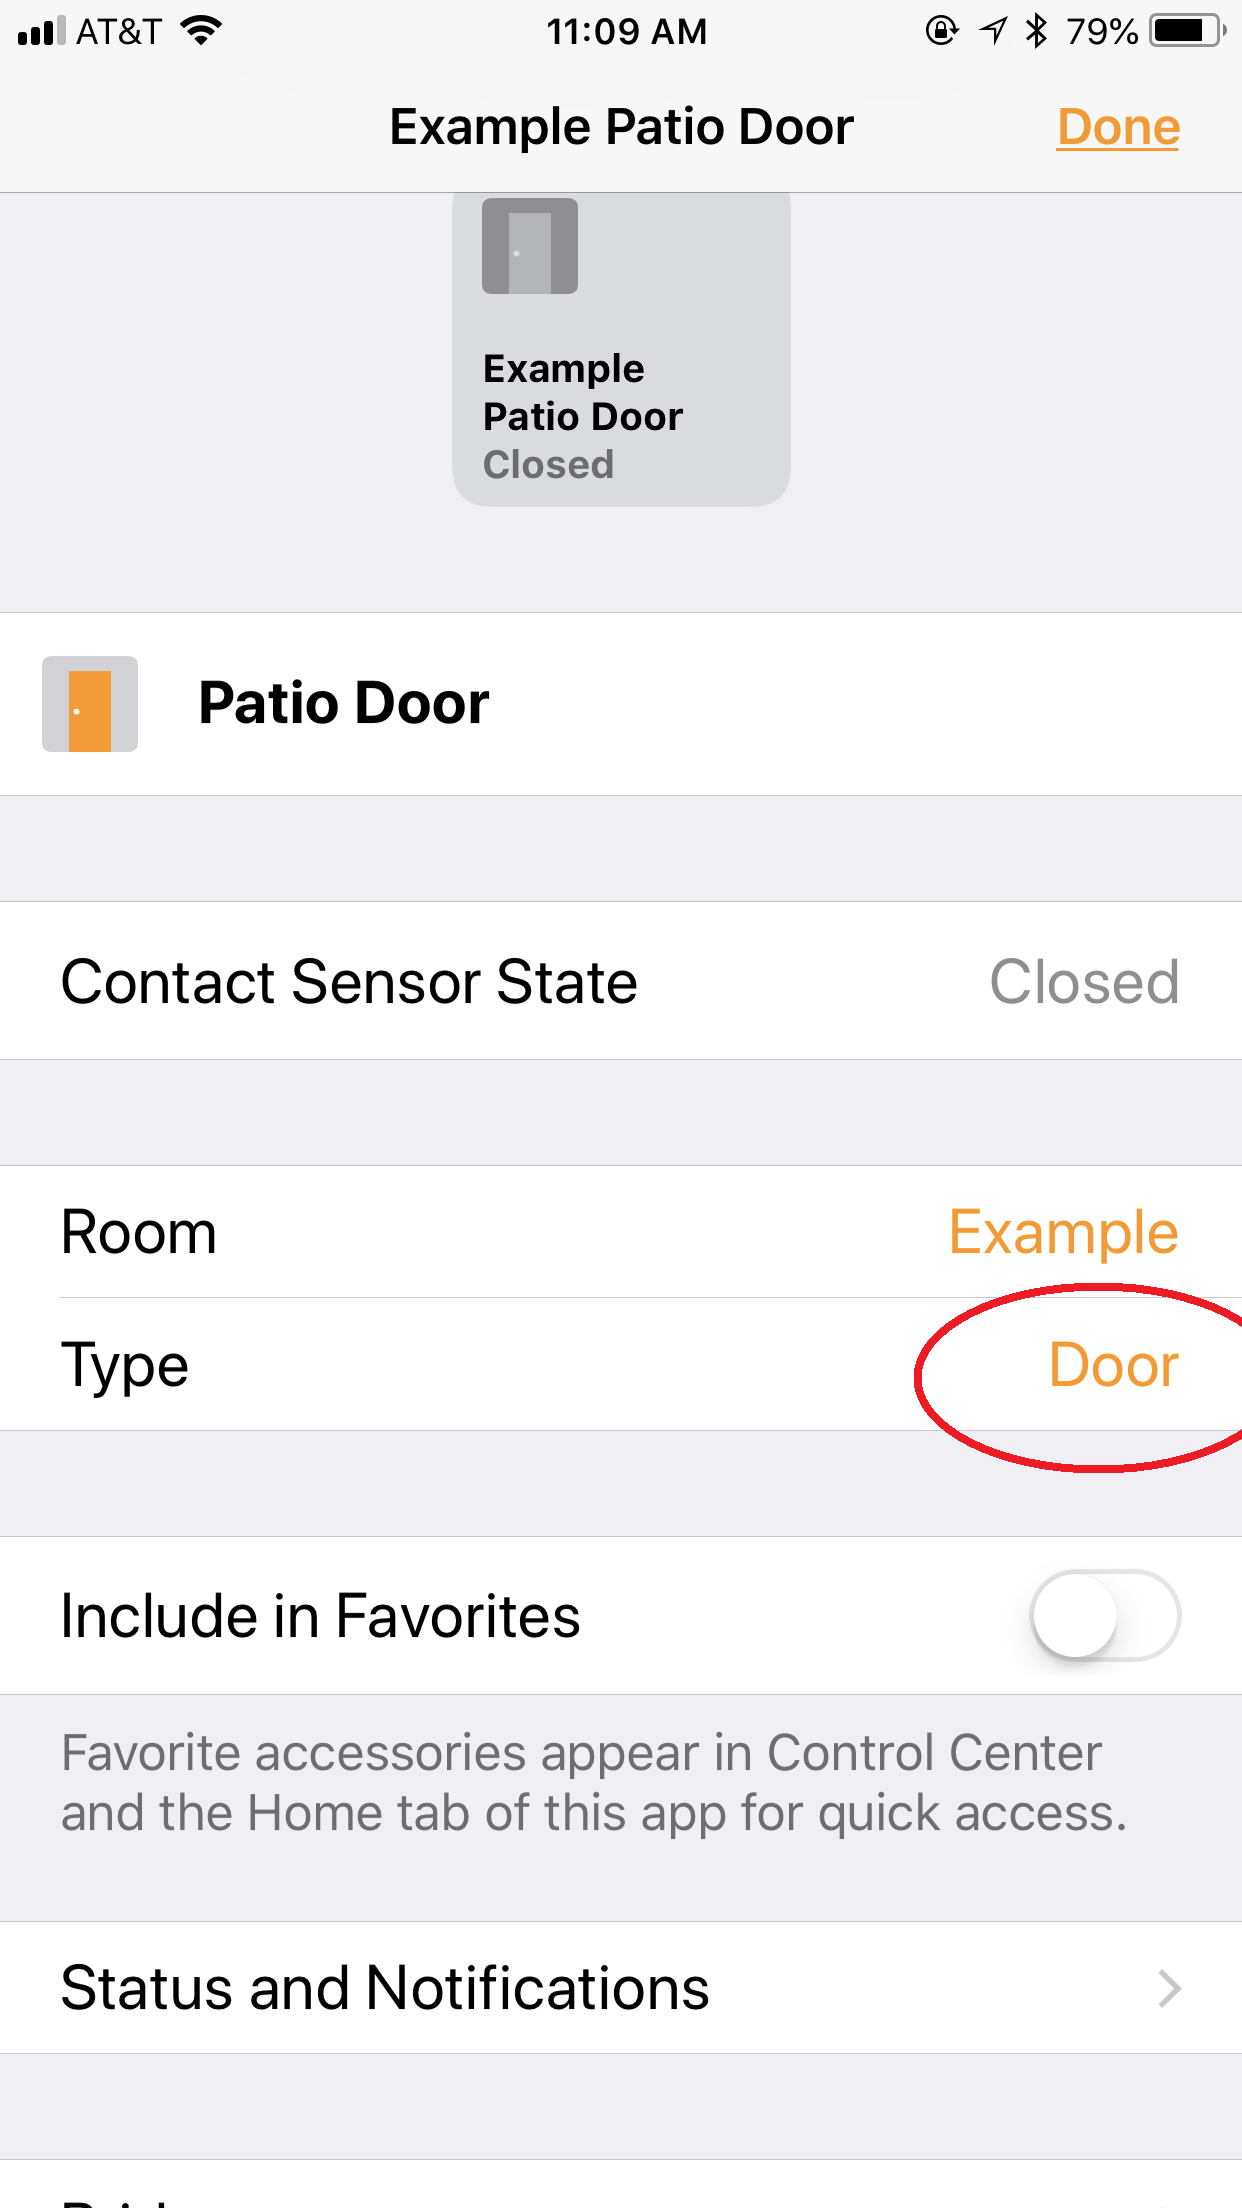 AT&T 11:09 AM 79%
Example Patio Door Done
Example
Patio Door
Closed
Patio Door
Contact Sensor State Closed
Room Example
Type Door
Include in Favorites
Favorite accessories appear in Control Center
and the Home tab of this app for quick access.
Status and Notifications